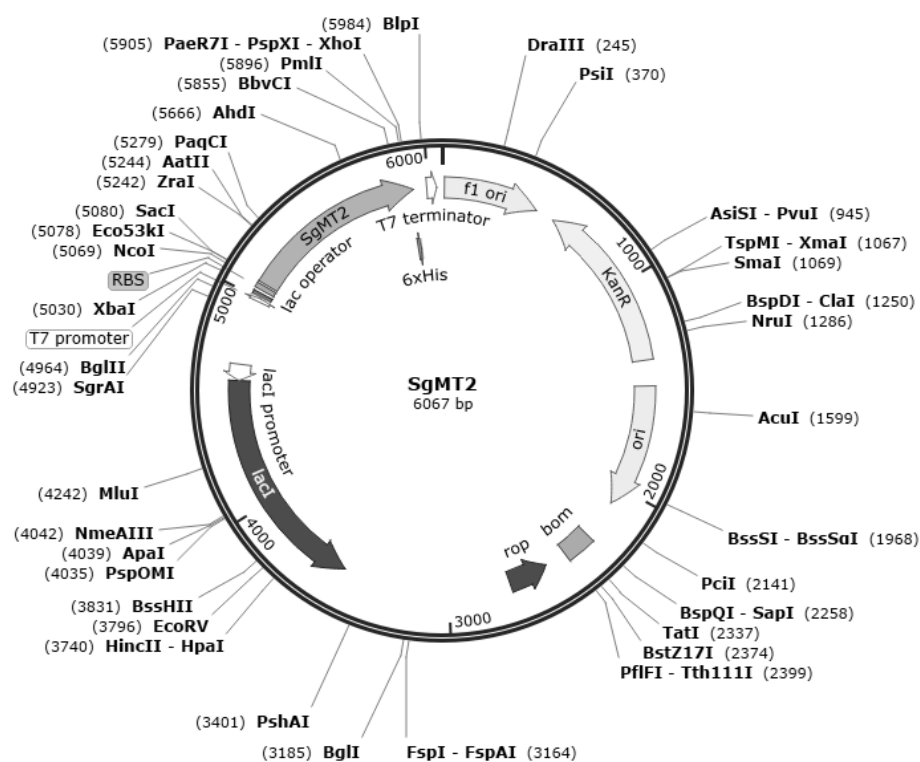 (5984) BlpI
(5905) PaeR7I - PspXI - XhoI
(5896) PmlI
(5855) BbvCI
(5666) AhdI
(5279) PaqCI
(5244) AatII
(5242) ZraI
(5080) SacI
(5078) Eco53kI
(5069) NcoI
RBS
(5030) XbaI
T7 promoter
(4964) BglII
(4923) SgrAI
(4242) MluI
(4042) NmeAIII
(4039) ApaI
(4035) PspOMI
(3831) BssHII
(3796) EcoRV
(3740) HincII - HpaI
(3401) PshAI
(3185) BglI
FspI - FspAI (3164)
DraIII (245)
PsiI (370)
AsiSI - PvuI (945)
TspMI - XmaI (1067)
SmaI (1069)
BspDI - ClaI (1250)
NruI (1286)
AcuI (1599)
BssSI - BssSαI (1968)
PciI (2141)
BspQI - SapI (2258)
TatI (2337)
BstZ17I (2374)
PflFI - Tth111I (2399)
6000
1000
2000
3000
4000
5000
f1 ori
KanR
ori
bom
rop
lacI
lacI promoter
lac operator
SgMT2
T7 terminator
6xHis
SgMT2
6067 bp